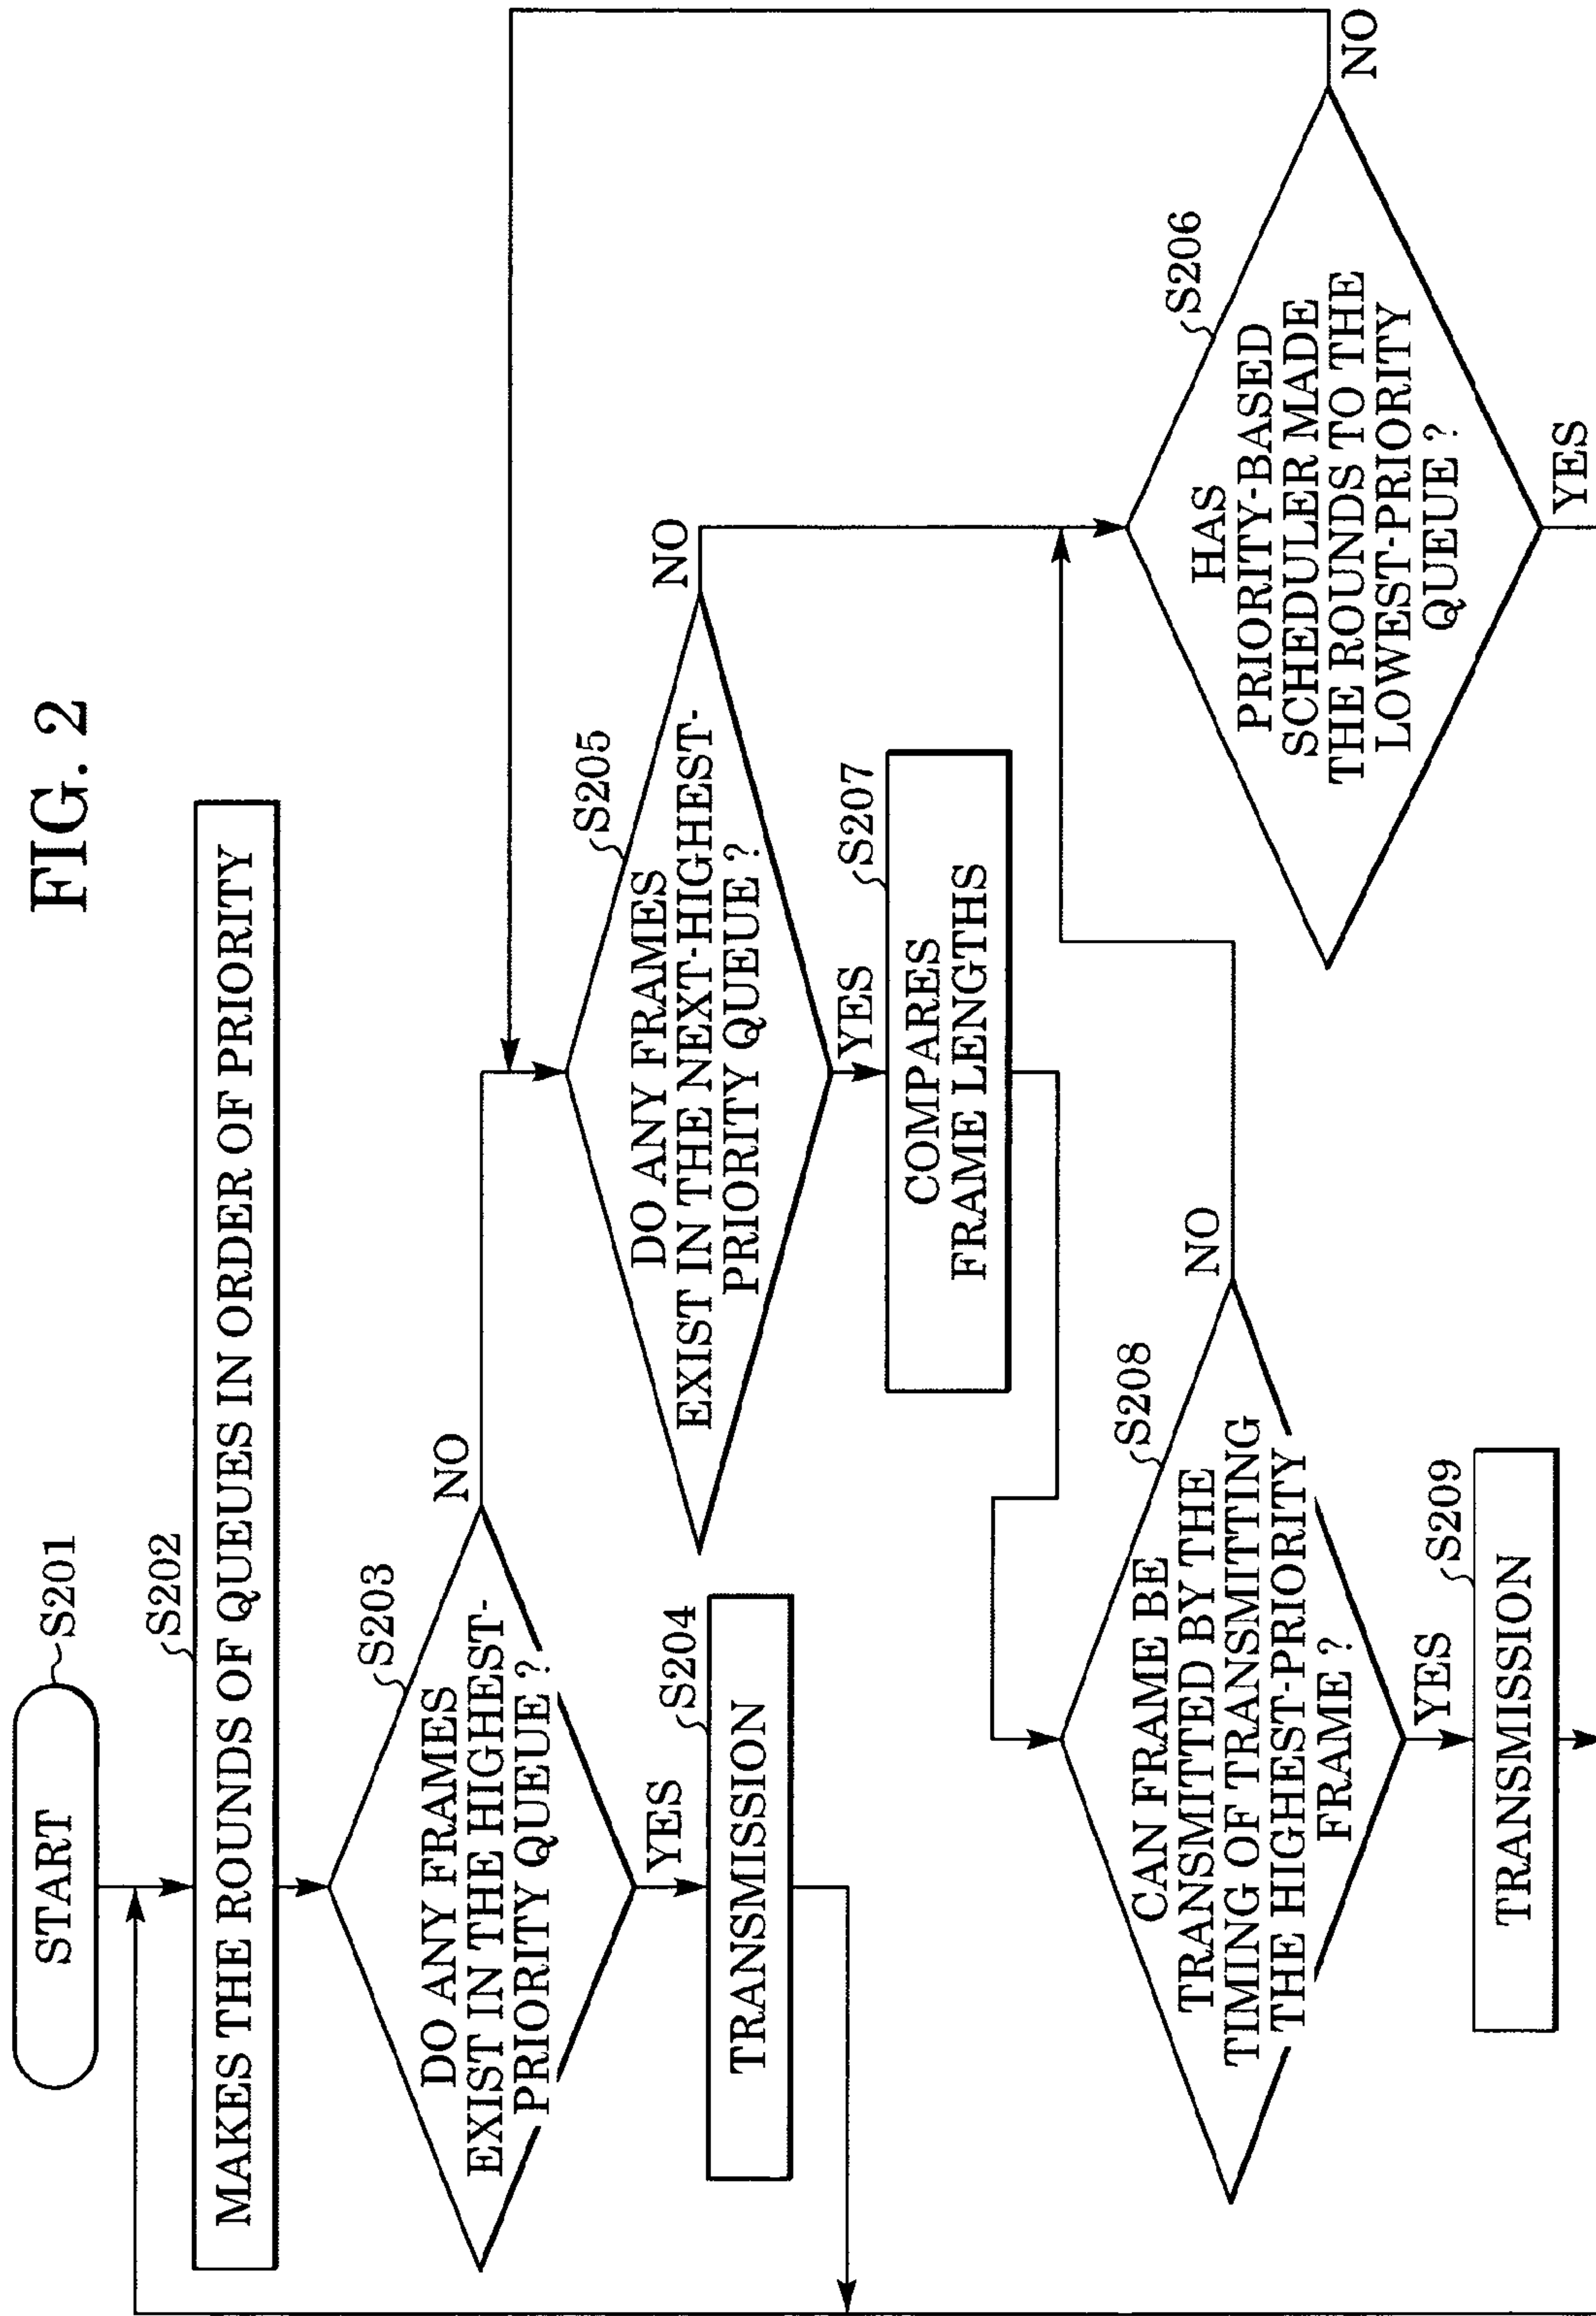 FIG. 2
START
S201
S202
MAKES THE ROUNDS OF QUEUES IN ORDER OF PRIORITY
S203
DO ANY FRAMES
EXIST IN THE HIGHEST-
PRIORITY QUEUE ?
NO
YES
S204
TRANSMISSION
S205
DO ANY FRAMES
EXIST IN THE NEXT-HIGHEST-
PRIORITY QUEUE ?
NO
YES
S207
COMPARES
FRAME LENGTHS
S208
CAN FRAME BE
TRANSMITTED BY THE
TIMING OF TRANSMITTING
THE HIGHEST-PRIORITY
FRAME ?
NO
YES
S209
TRANSMISSION
S206
HAS
PRIORITY-BASED
SCHEDULER MADE
THE ROUNDS TO THE
LOWEST-PRIORITY
QUEUE ?
NO
YES